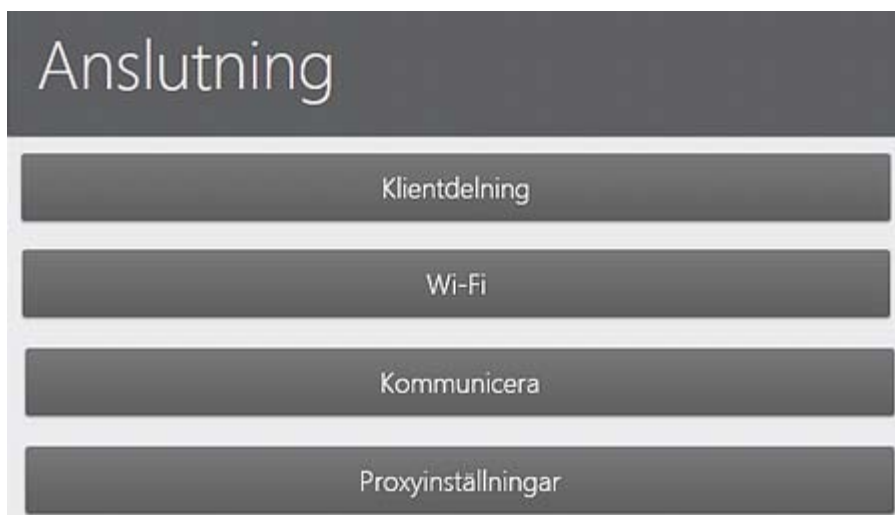 Anslutning
Klientdelning
Wi-Fi
Kommunicera
Proxyinställningar